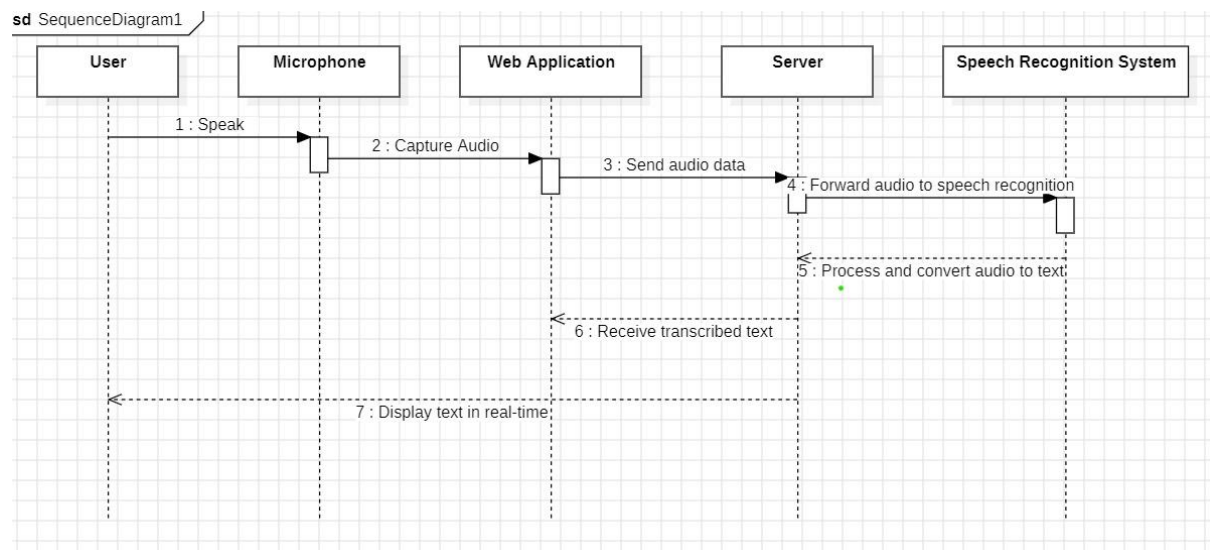 sd SequenceDiagram1
User
Microphone
Web Application
Server
Speech Recognition System
1 : Speak
2 : Capture Audio
3 : Send audio data
4 : Forward audio to speech recognition
5 : Process and convert audio to text
6 : Receive transcribed text
7 : Display text in real-time